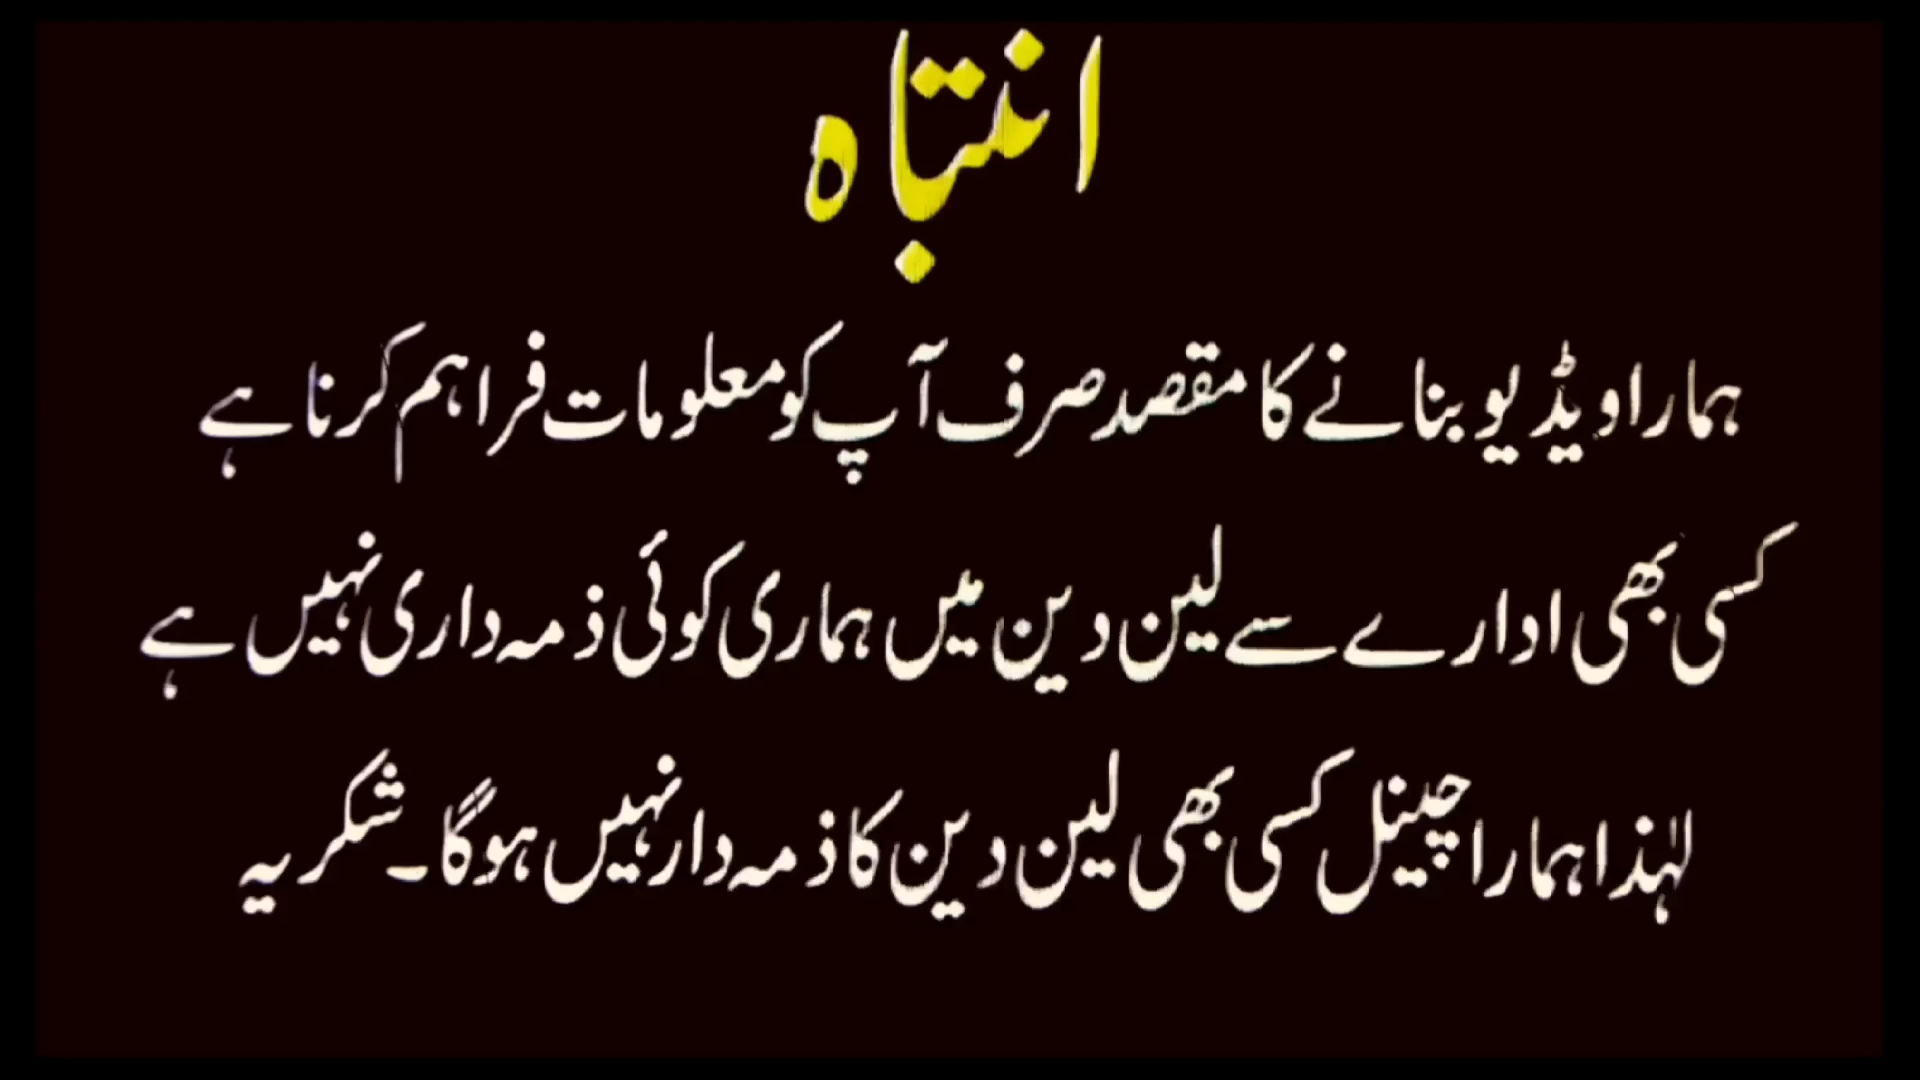 انتباہ
ہمارا ویڈیو بنانے کا مقصد صرف آپ کو معلومات فراہم کرنا ہے
کسی بھی ادارے سے لین دین میں ہماری کوئی ذمہ داری نہیں ہے
لہٰذا ہمارا چینل کسی بھی لین دین کا ذمہ دار نہیں ہوگا۔ شکریہ